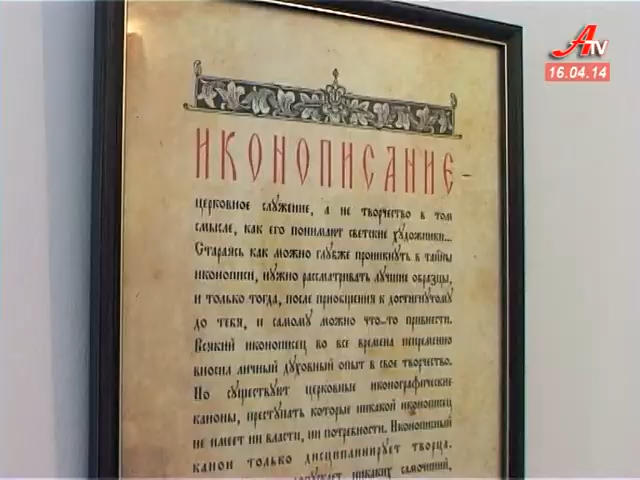 ATV
16.04.14
ИКОНОПИСАНИЕ –
церковное служение, а не творчество в том
смысле, как его понимают светские художники...
Стараясь как можно глубже проникнуть в тайны
иконописи, нужно рассматривать лучшие образцы,
и только тогда, после приобщения к достигнутому
до тебя, и самому можно что-то привнести.
Всякий иконописец во все времена непременно
вносил личный духовный опыт в свое творчество.
Но существуют церковные иконографические
каноны, преступать которые никакой иконописец
не имеет ни власти, ни потребности. Иконописный
канон только дисциплинирует творца.
никаких самочиний,